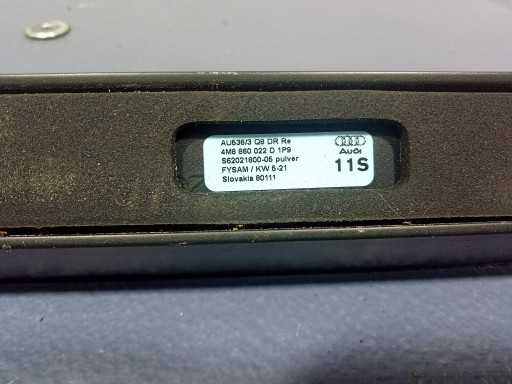 AU536/3 Q8 DR Re
4M8 860 022 D 1P9
S62021800-05 pulver
FYSAM / KW 5-21
Slovakia 60111
Audi
11S